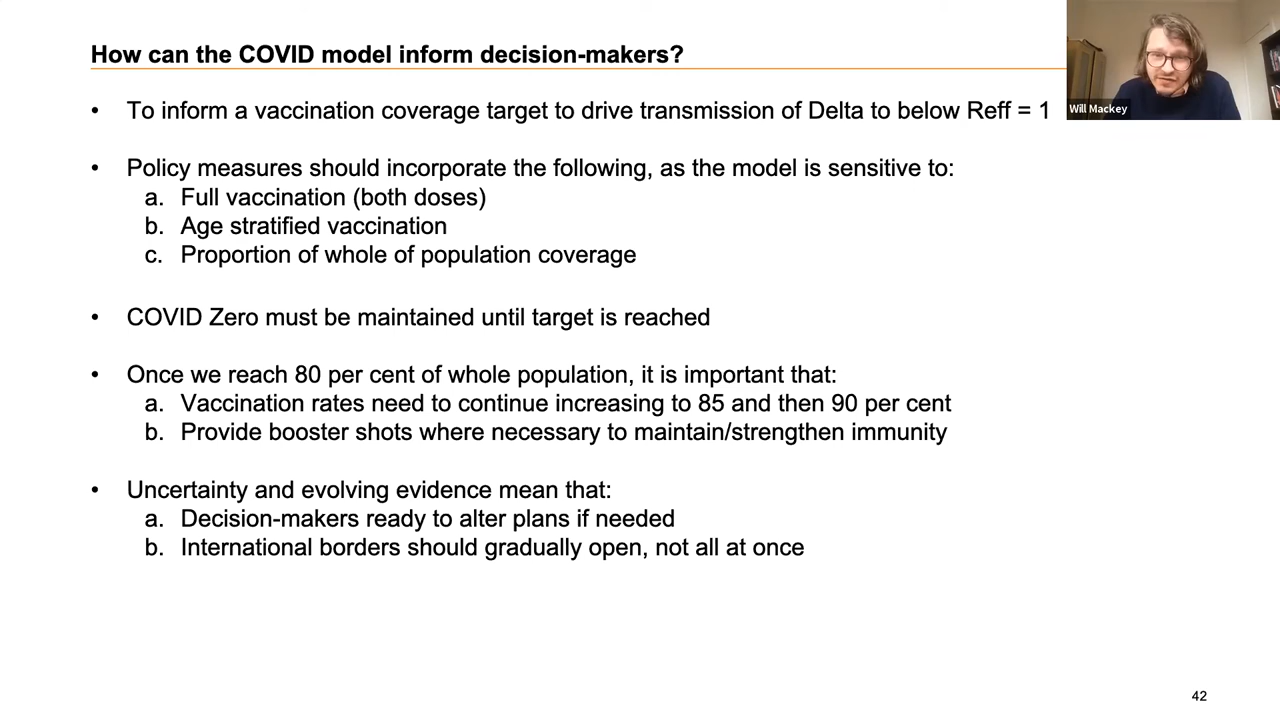 How can the COVID model inform decision-makers?
Will Mackey
• To inform a vaccination coverage target to drive transmission of Delta to below Reff = 1
• Policy measures should incorporate the following, as the model is sensitive to:
a. Full vaccination (both doses)
b. Age stratified vaccination
c. Proportion of whole of population coverage
• COVID Zero must be maintained until target is reached
• Once we reach 80 per cent of whole population, it is important that:
a. Vaccination rates need to continue increasing to 85 and then 90 per cent
b. Provide booster shots where necessary to maintain/strengthen immunity
• Uncertainty and evolving evidence mean that:
a. Decision-makers ready to alter plans if needed
b. International borders should gradually open, not all at once
42